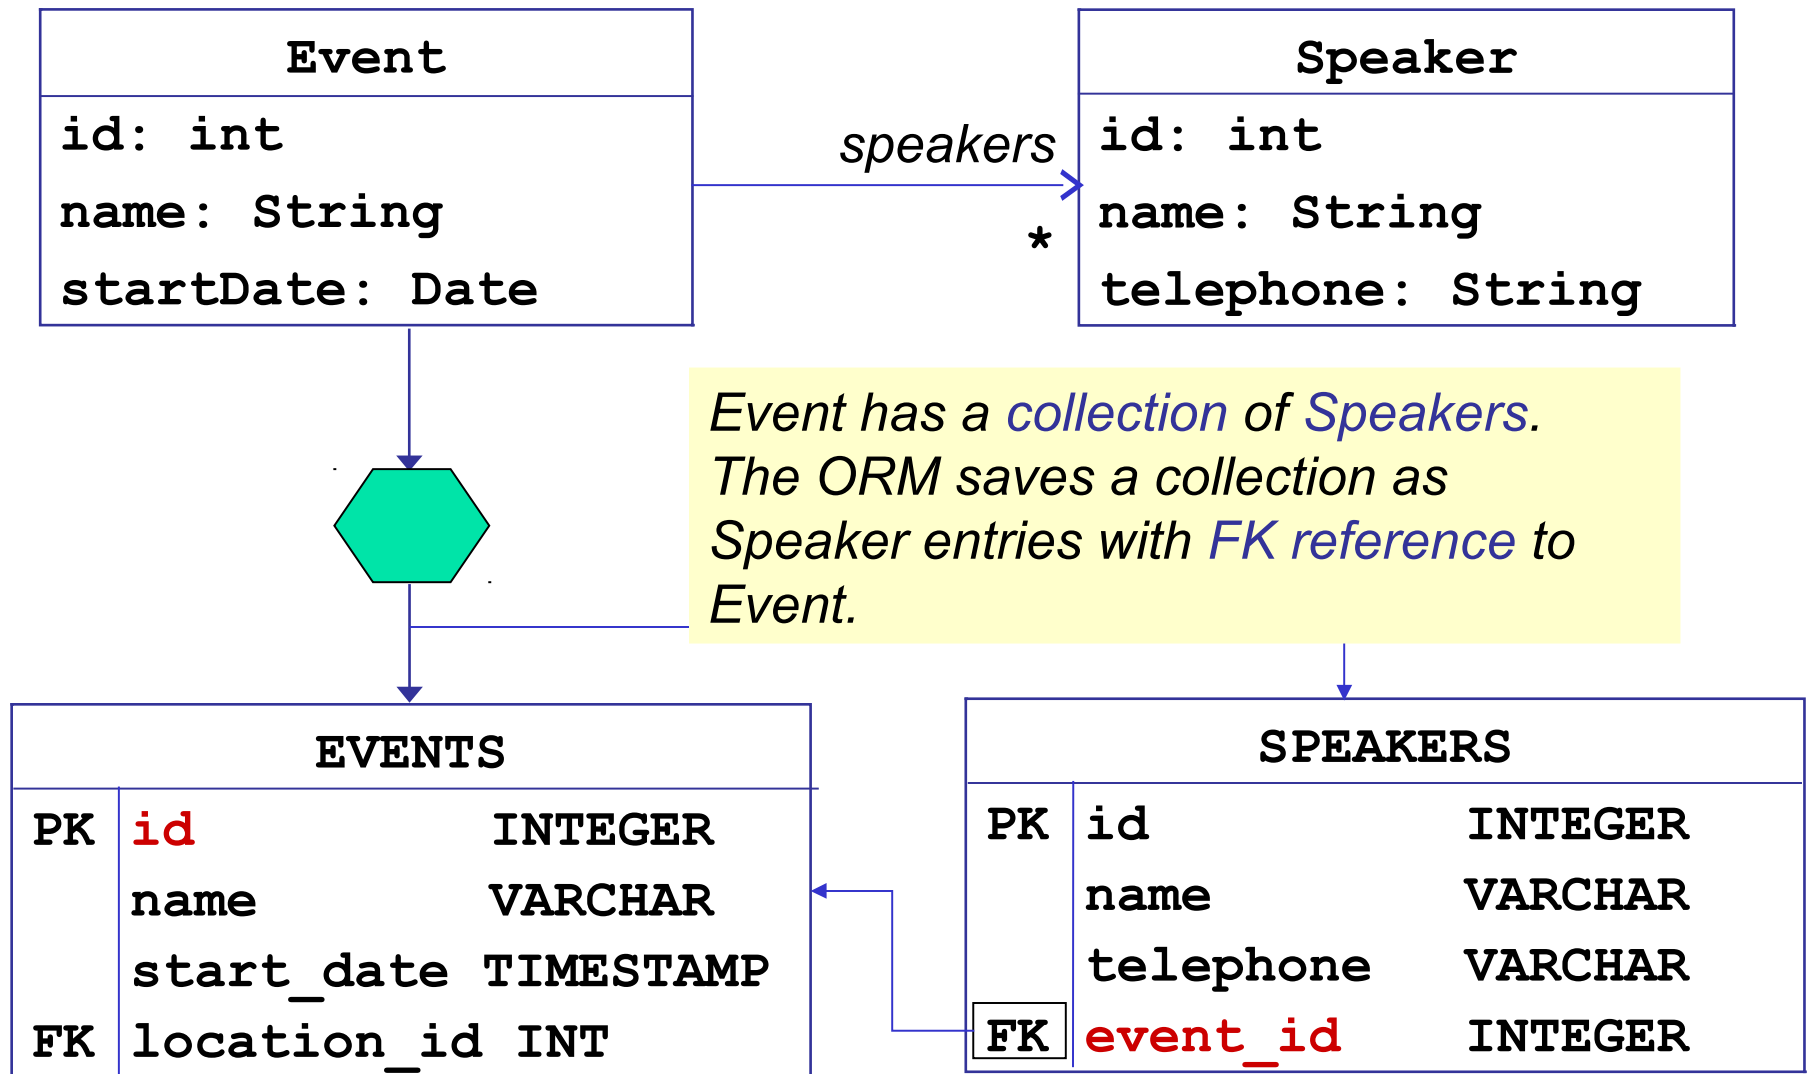 Event
id: int
name: String
startDate: Date
speakers
*
Speaker
id: int
name: String
telephone: String
Event has a collection of Speakers.
The ORM saves a collection as
Speaker entries with FK reference to
Event.
EVENTS
PK id INTEGER
name VARCHAR
start_date TIMESTAMP
FK location_id INT
SPEAKERS
PK id INTEGER
name VARCHAR
telephone VARCHAR
FK event_id INTEGER